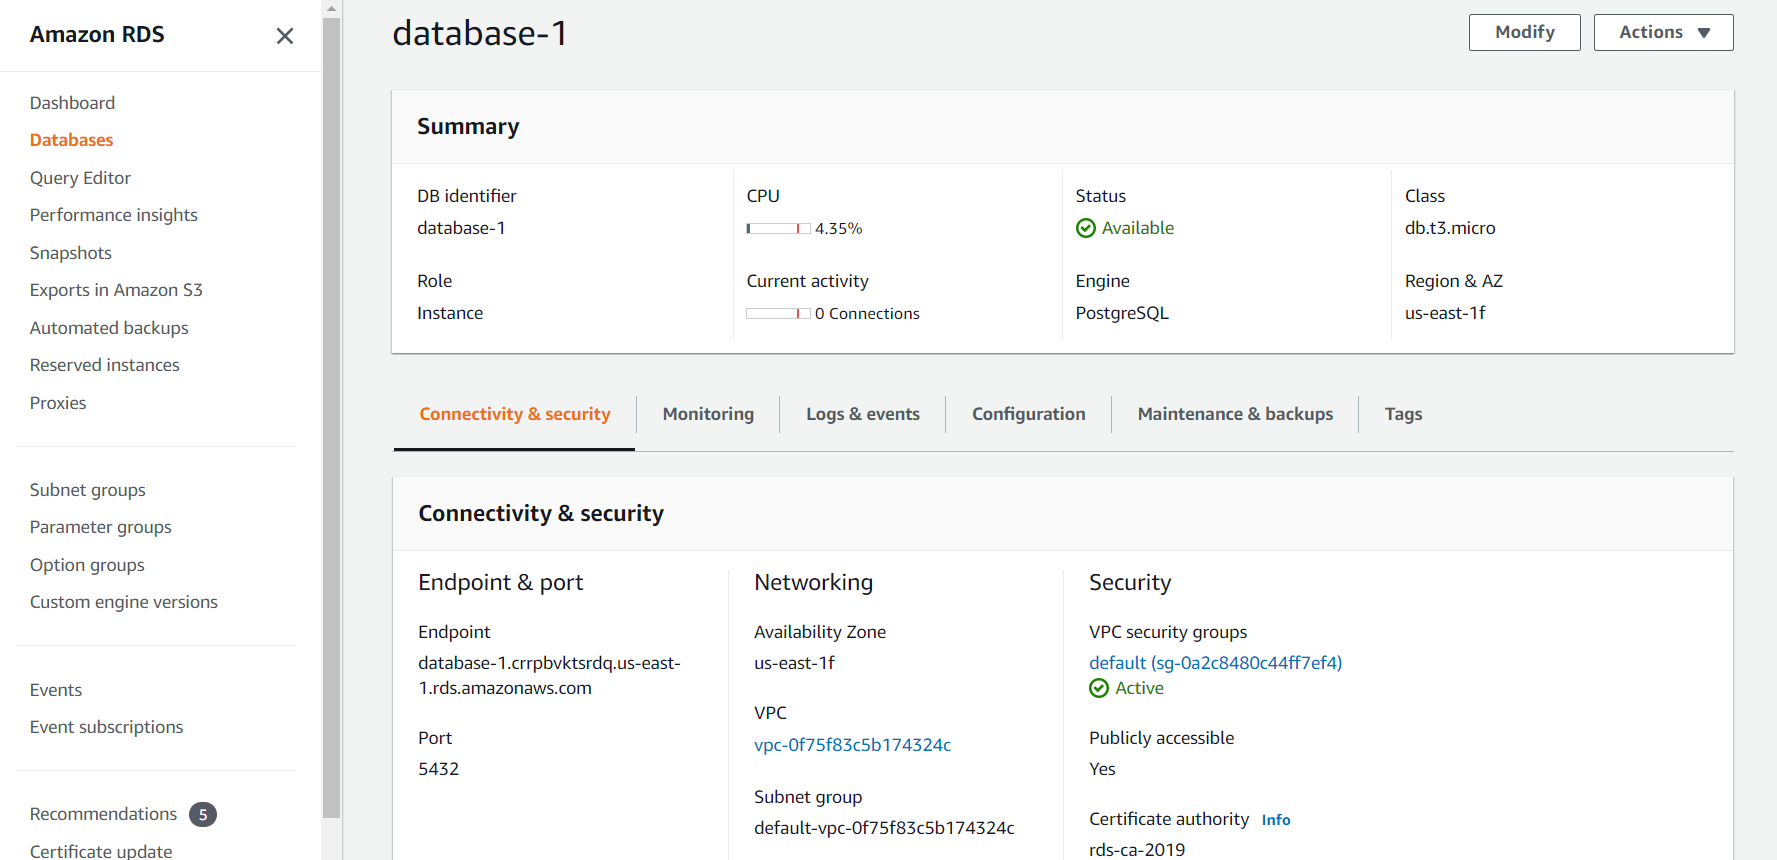 Amazon RDS
Dashboard
Databases
Query Editor
Performance insights
Snapshots
Exports in Amazon S3
Automated backups
Reserved instances
Proxies
Subnet groups
Parameter groups
Option groups
Custom engine versions
Events
Event subscriptions
Recommendations 5
Certificate update
database-1
Modify
Actions
Summary
DB identifier
database-1
CPU
4.35%
Status
Available
Class
db.t3.micro
Role
Instance
Current activity
0 Connections
Engine
PostgreSQL
Region & AZ
us-east-1f
Connectivity & security
Monitoring
Logs & events
Configuration
Maintenance & backups
Tags
Connectivity & security
Endpoint & port
Endpoint
database-1.crrpbvktsrdq.us-east-
1.rds.amazonaws.com
Port
5432
Networking
Availability Zone
us-east-1f
VPC
vpc-0f75f83c5b174324c
Subnet group
default-vpc-0f75f83c5b174324c
Security
VPC security groups
default (sg-0a2c8480c44ff7ef4)
Active
Publicly accessible
Yes
Certificate authority Info
rds-ca-2019